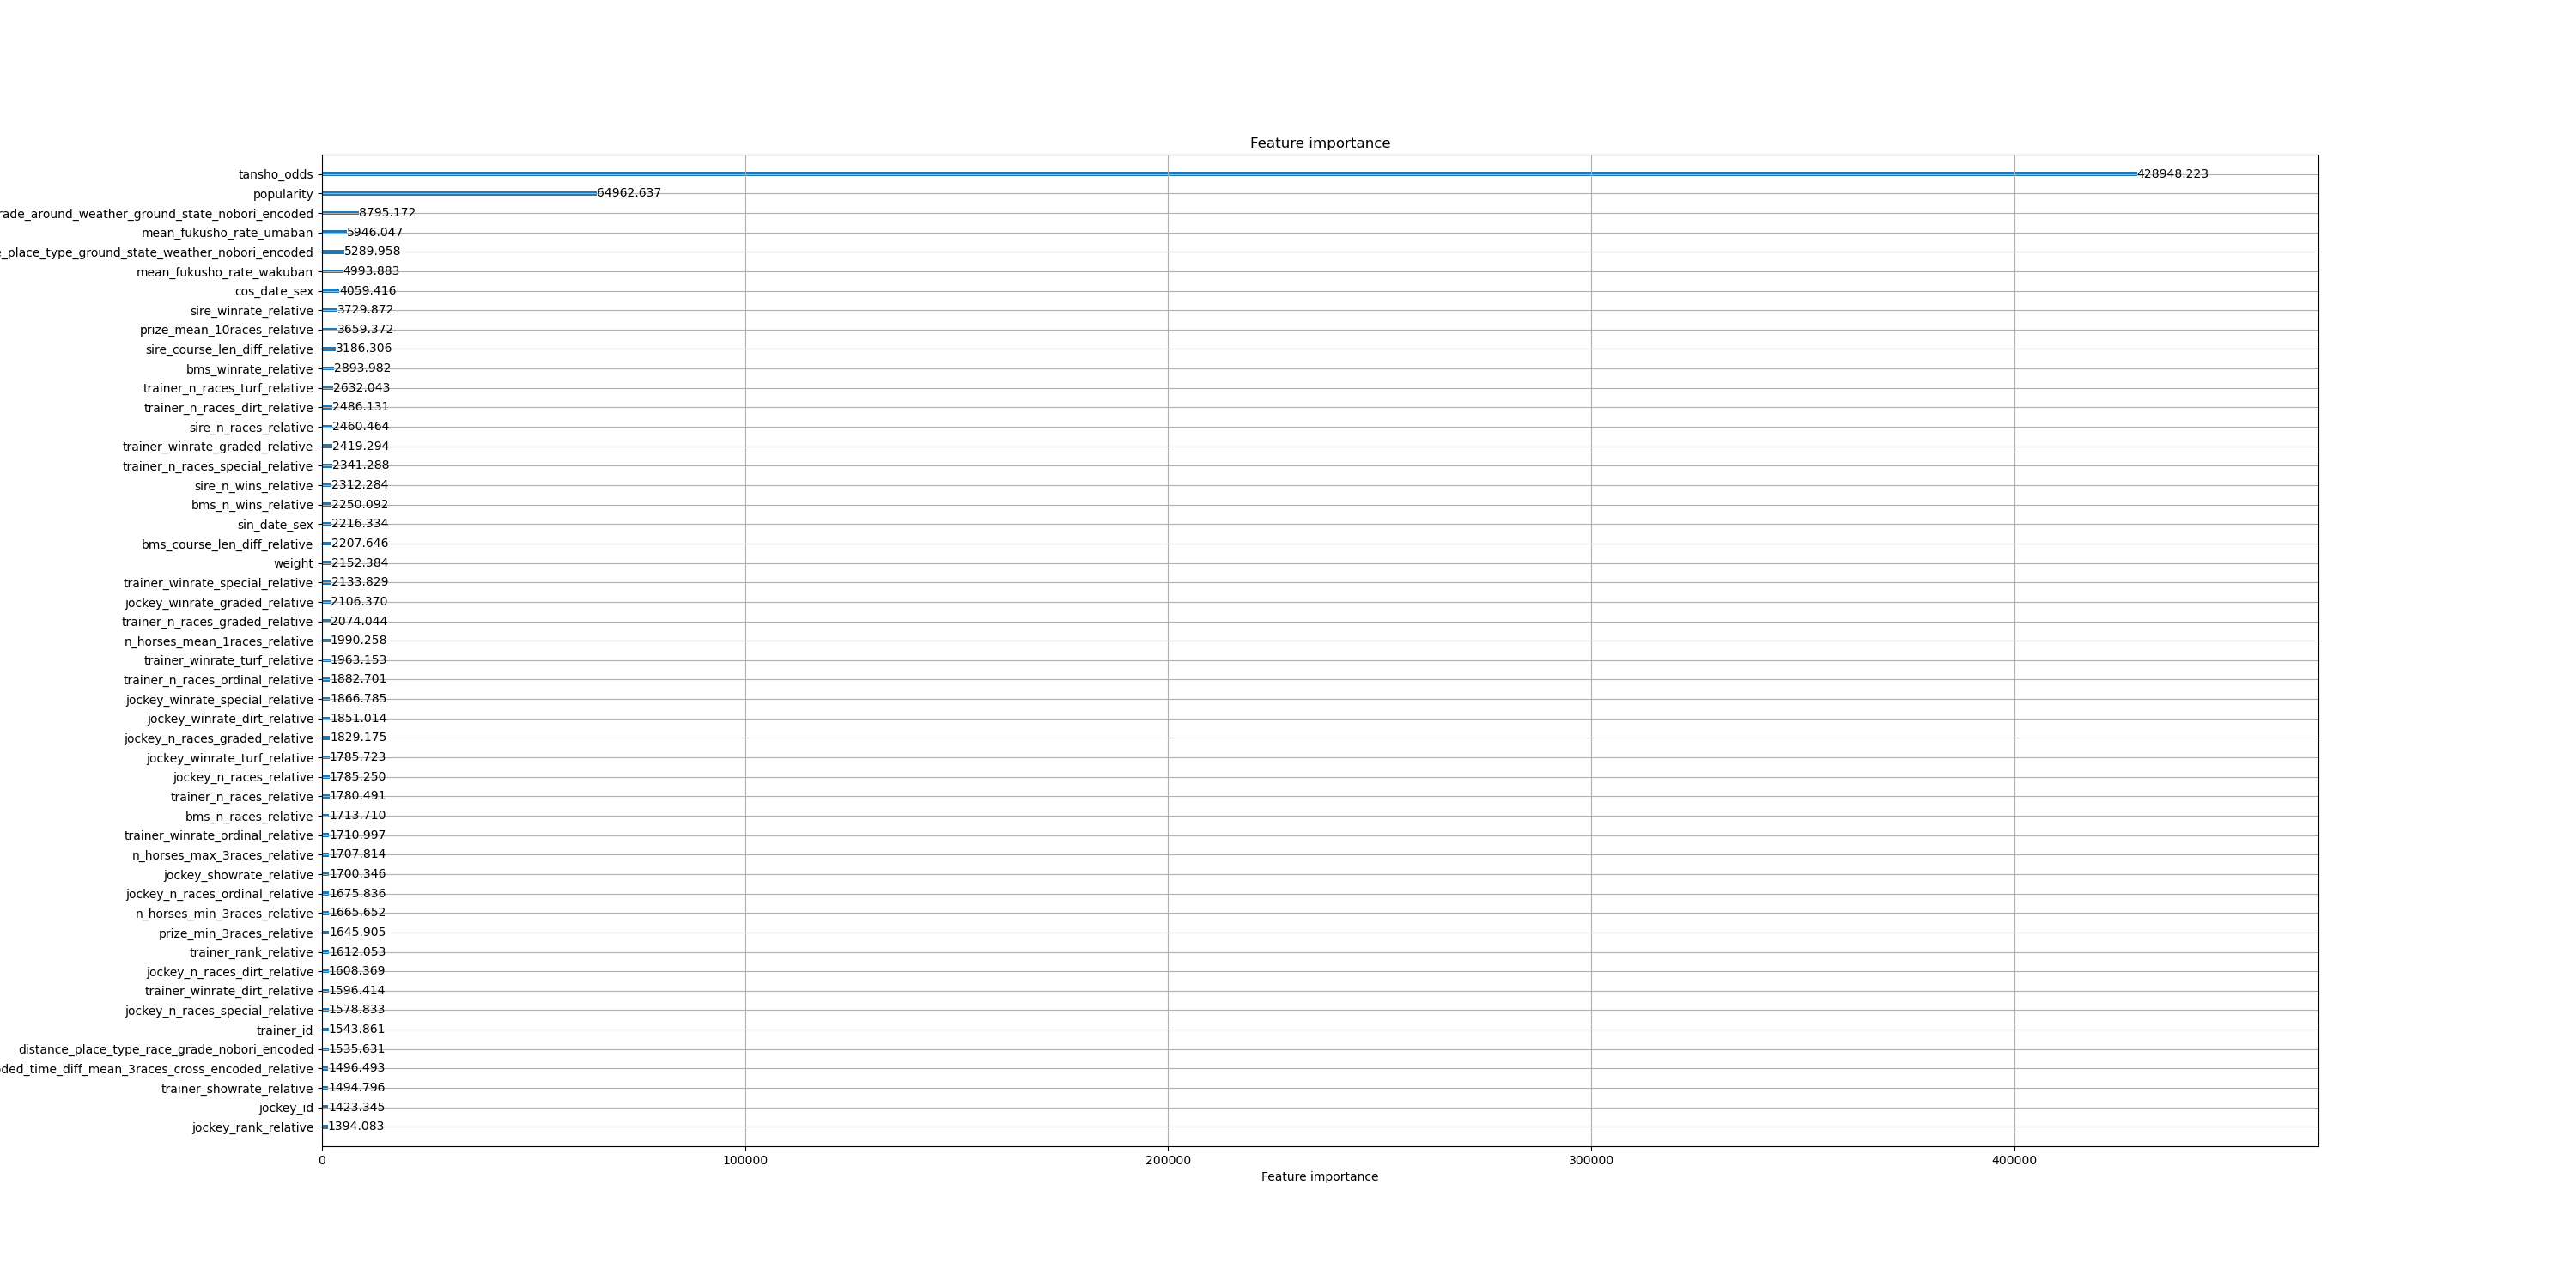 Feature importance
tansho_odds 428948.223
popularity 64962.637
rade_around_weather_ground_state_nobori_encoded 8795.172
mean_fukusho_rate_umaban 5946.047
_place_type_ground_state_weather_nobori_encoded 5289.958
mean_fukusho_rate_wakuban 4993.883
cos_date_sex 4059.416
sire_winrate_relative 3729.872
prize_mean_10races_relative 3659.372
sire_course_len_diff_relative 3186.306
bms_winrate_relative 2893.982
trainer_n_races_turf_relative 2632.043
trainer_n_races_dirt_relative 2486.131
sire_n_races_relative 2460.464
trainer_winrate_graded_relative 2419.294
trainer_n_races_special_relative 2341.288
sire_n_wins_relative 2312.284
bms_n_wins_relative 2250.092
sin_date_sex 2216.334
bms_course_len_diff_relative 2207.646
weight 2152.384
trainer_winrate_special_relative 2133.829
jockey_winrate_graded_relative 2106.370
trainer_n_races_graded_relative 2074.044
n_horses_mean_1races_relative 1990.258
trainer_winrate_turf_relative 1963.153
trainer_n_races_ordinal_relative 1882.701
jockey_winrate_special_relative 1866.785
jockey_winrate_dirt_relative 1851.014
jockey_n_races_graded_relative 1829.175
jockey_winrate_turf_relative 1785.723
jockey_n_races_relative 1785.250
trainer_n_races_relative 1780.491
bms_n_races_relative 1713.710
trainer_winrate_ordinal_relative 1710.997
n_horses_max_3races_relative 1707.814
jockey_showrate_relative 1700.346
jockey_n_races_ordinal_relative 1675.836
n_horses_min_3races_relative 1665.652
prize_min_3races_relative 1645.905
trainer_rank_relative 1612.053
jockey_n_races_dirt_relative 1608.369
trainer_winrate_dirt_relative 1596.414
jockey_n_races_special_relative 1578.833
trainer_id 1543.861
distance_place_type_race_grade_nobori_encoded 1535.631
ded_time_diff_mean_3races_cross_encoded_relative 1496.493
trainer_showrate_relative 1494.796
jockey_id 1423.345
jockey_rank_relative 1394.083
0 100000 200000 300000 400000
Feature importance